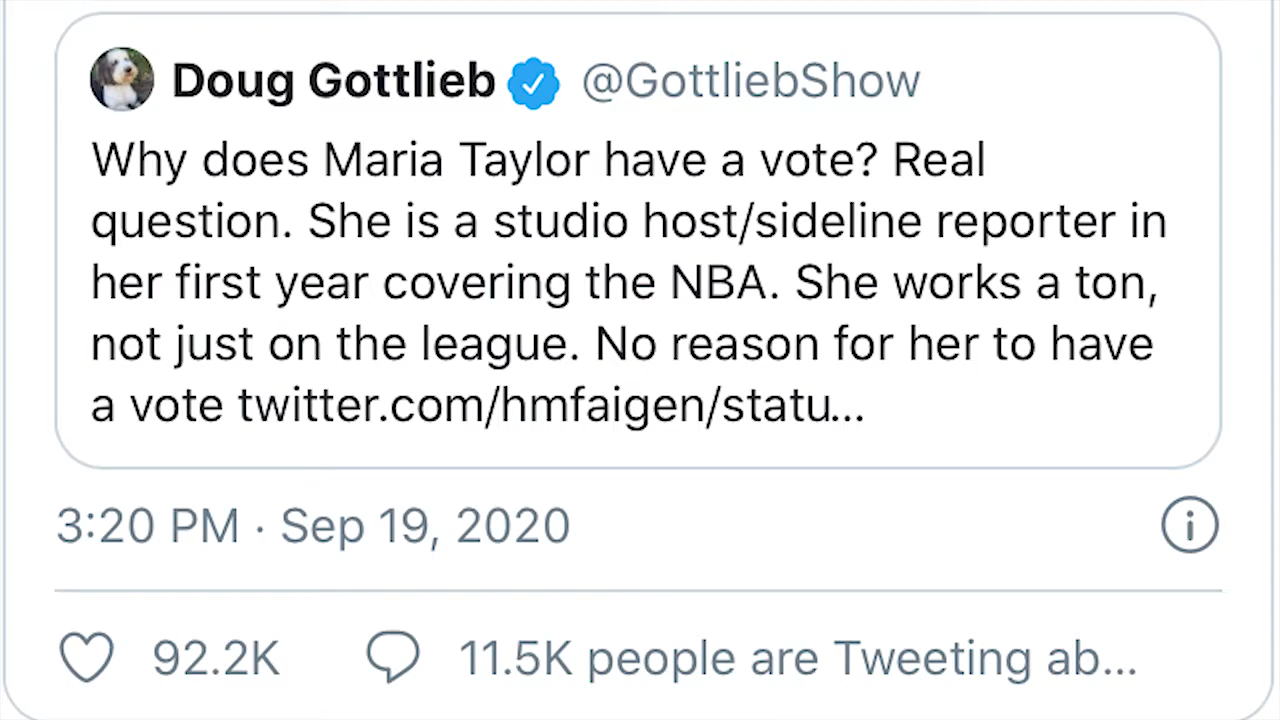 Doug Gottlieb @GottliebShow
Why does Maria Taylor have a vote? Real
question. She is a studio host/sideline reporter in
her first year covering the NBA. She works a ton,
not just on the league. No reason for her to have
a vote twitter.com/hmfaigen/statu...
3:20 PM · Sep 19, 2020
92.2K 11.5K people are Tweeting ab...